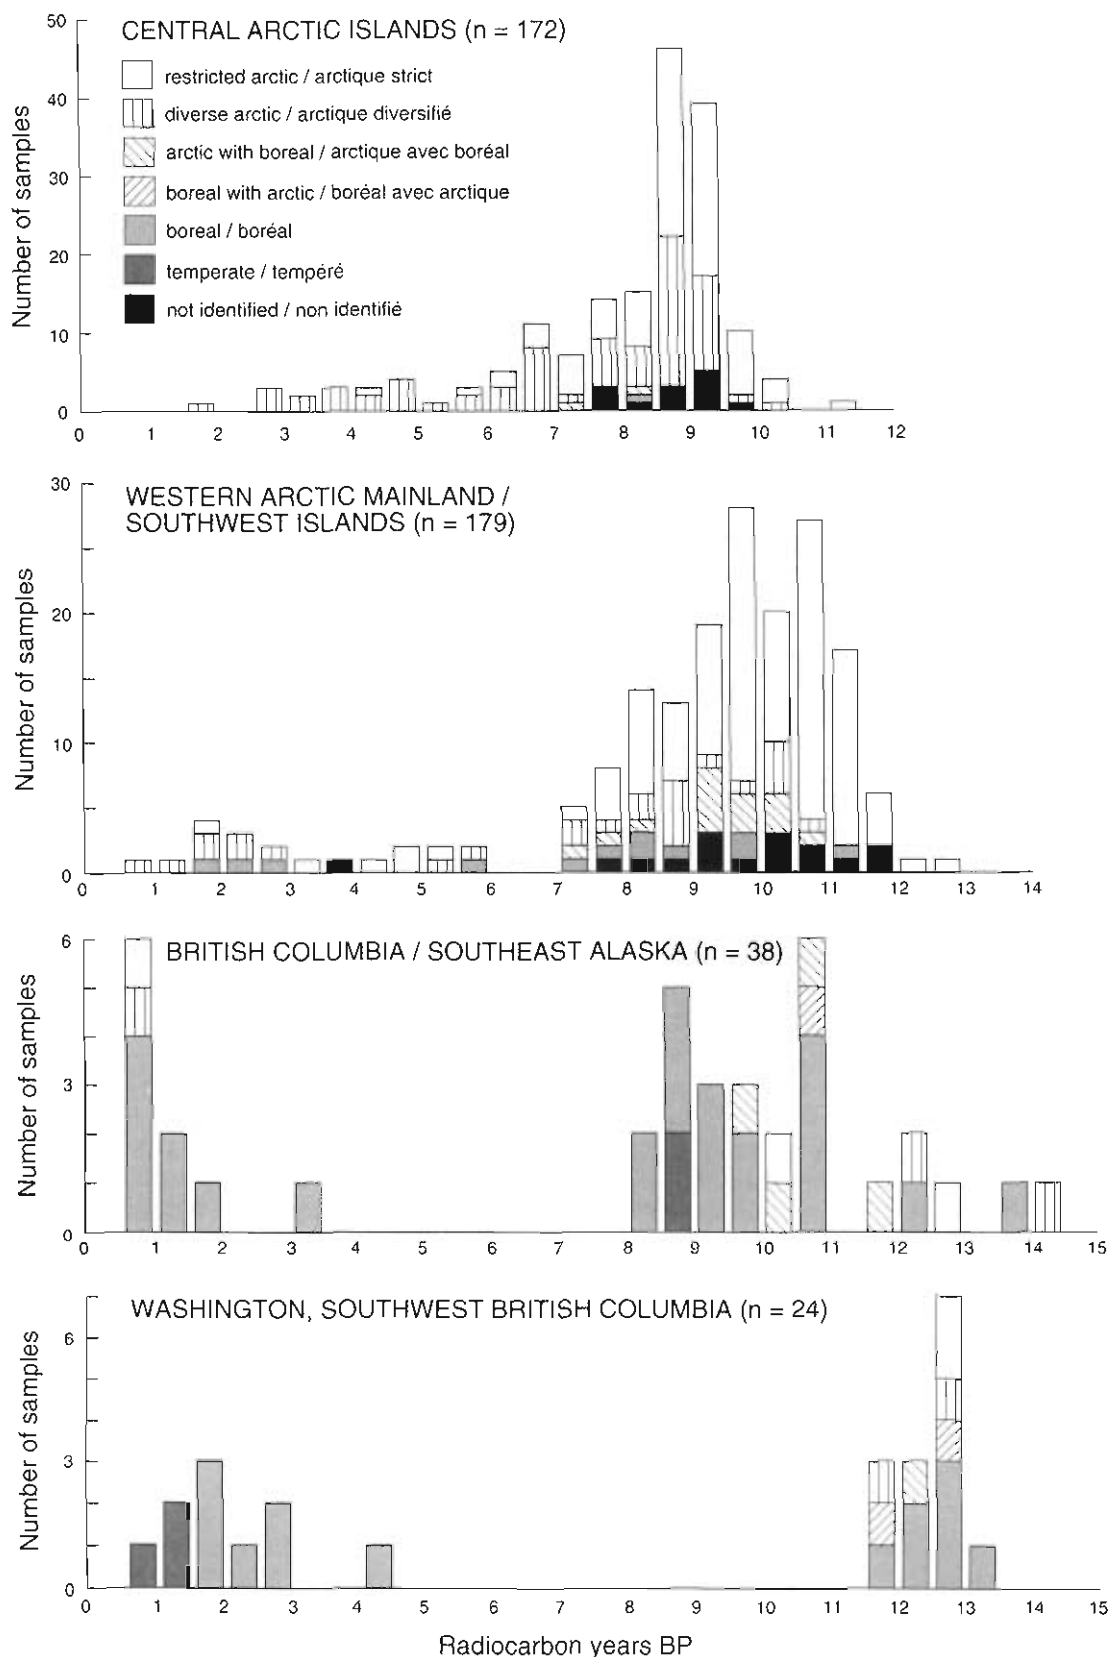 CENTRAL ARCTIC ISLANDS (n = 172)
restricted arctic / arctique strict
diverse arctic / arctique diversifié
arctic with boreal / arctique avec boréal
boreal with arctic / boréal avec arctique
boreal / boréal
temperate / tempéré
not identified / non identifié
Number of samples
50
40
30
20
10
0
0 1 2 3 4 5 6 7 8 9 10 11 12
WESTERN ARCTIC MAINLAND /
SOUTHWEST ISLANDS (n = 179)
Number of samples
30
20
10
0
0 1 2 3 4 5 6 7 8 9 10 11 12 13 14
BRITISH COLUMBIA / SOUTHEAST ALASKA (n = 38)
Number of samples
6
3
0
0 1 2 3 4 5 6 7 8 9 10 11 12 13 14 15
WASHINGTON, SOUTHWEST BRITISH COLUMBIA (n = 24)
Number of samples
6
3
0
0 1 2 3 4 5 6 7 8 9 10 11 12 13 14 15
Radiocarbon years BP